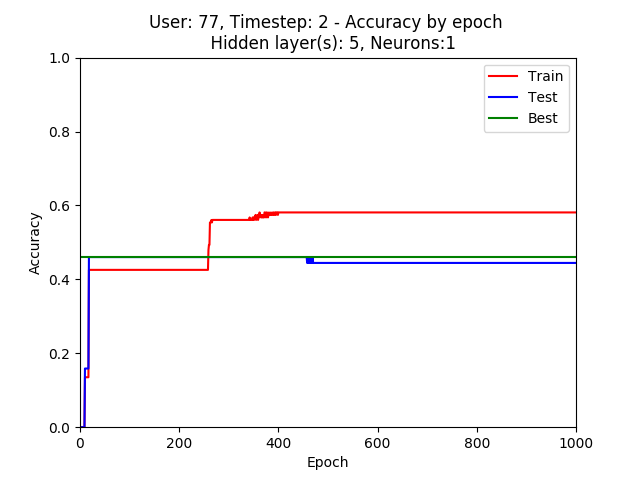 User: 77, Timestep: 2 - Accuracy by epoch
Hidden layer(s): 5, Neurons:1
Train
Test
Best
1.0
0.8
0.6
0.4
0.2
0.0
Accuracy
0
200
400
600
800
1000
Epoch